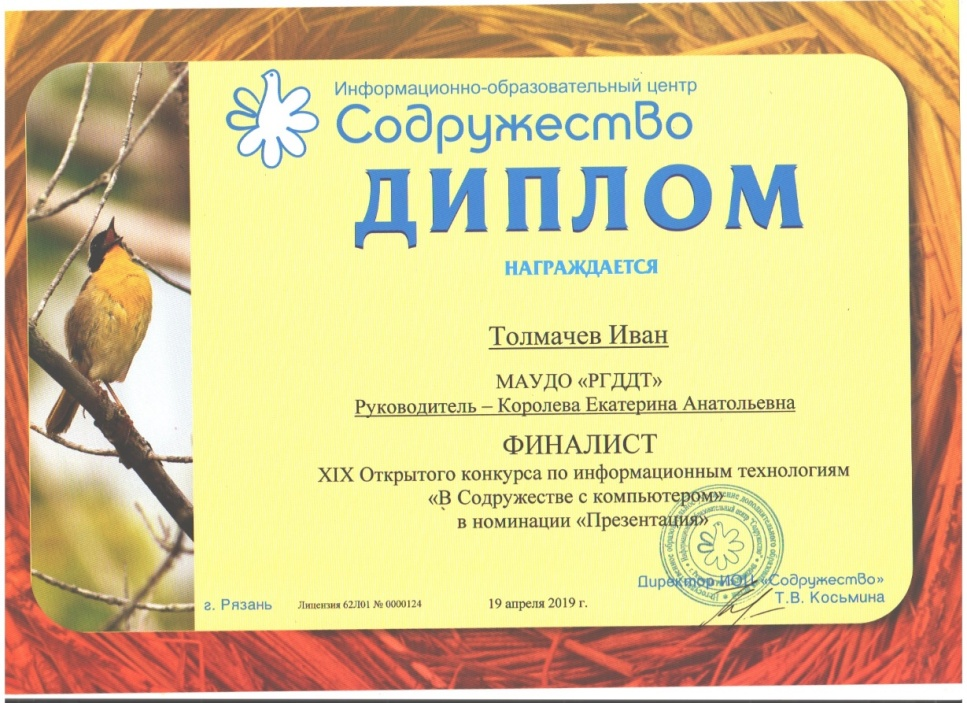 Информационно-образовательный центр
Содружество
ДИПЛОМ
НАГРАЖДАЕТСЯ
Толмачев Иван
МАУДО «РГДДТ»
Руководитель – Королева Екатерина Анатольевна
ФИНАЛИСТ
XIX Открытого конкурса по информационным технологиям
«В Содружестве с компьютером»
в номинации «Презентация»
Директор ИОЦ «Содружество»
Т.В. Косьмина
г. Рязань Лицензия 62Л01 № 0000124 19 апреля 2019 г.